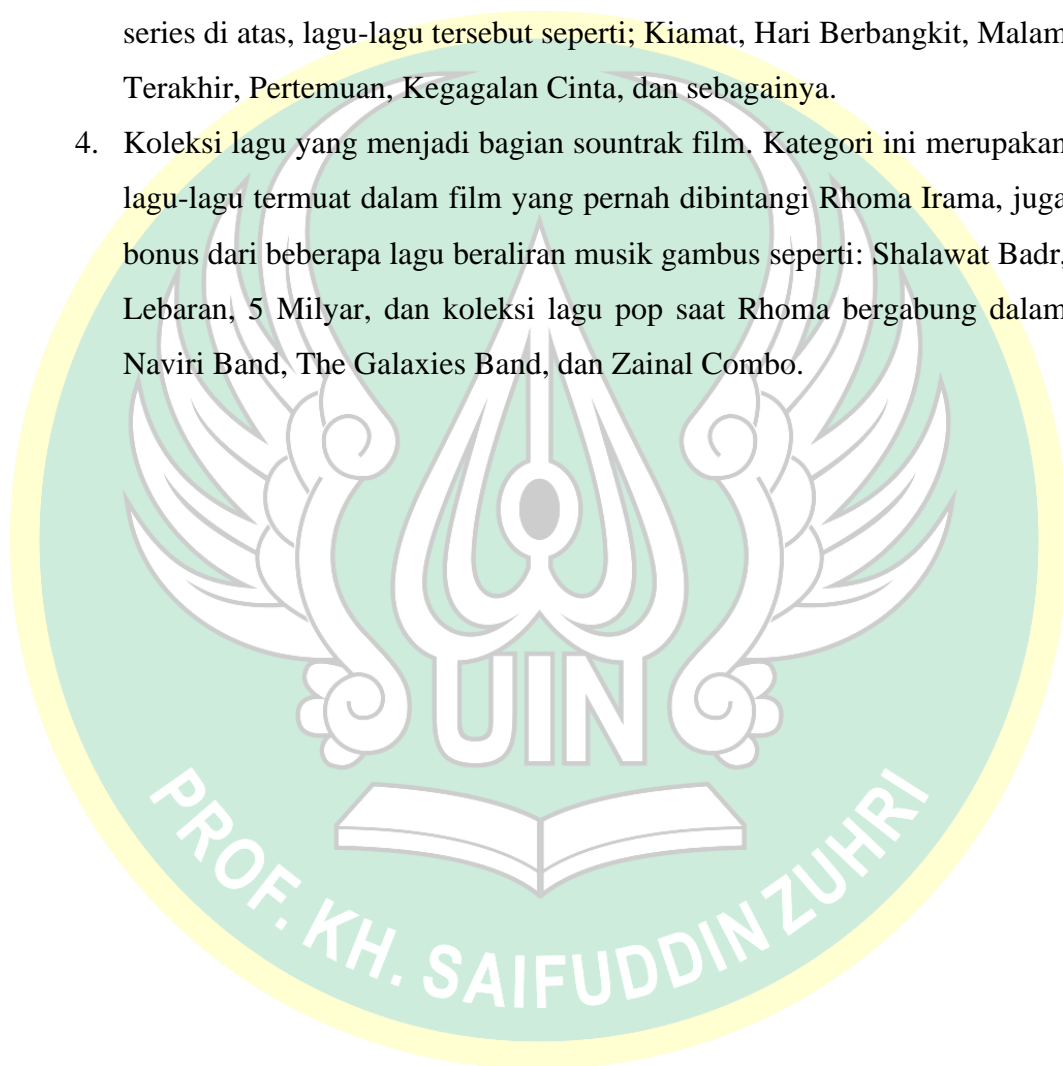 series di atas, lagu-lagu tersebut seperti; Kiamat, Hari Berbangkit, Malam
Terakhir, Pertemuan, Kegagalan Cinta, dan sebagainya.
4. Koleksi lagu yang menjadi bagian sountrak film. Kategori ini merupakan
lagu-lagu termuat dalam film yang pernah dibintangi Rhoma Irama, juga
bonus dari beberapa lagu beraliran musik gambus seperti: Shalawat Badr,
Lebaran, 5 Milyar, dan koleksi lagu pop saat Rhoma bergabung dalam
Naviri Band, The Galaxies Band, dan Zainal Combo.
UIN
PROF. KH. SAIFUDDIN ZUHRI